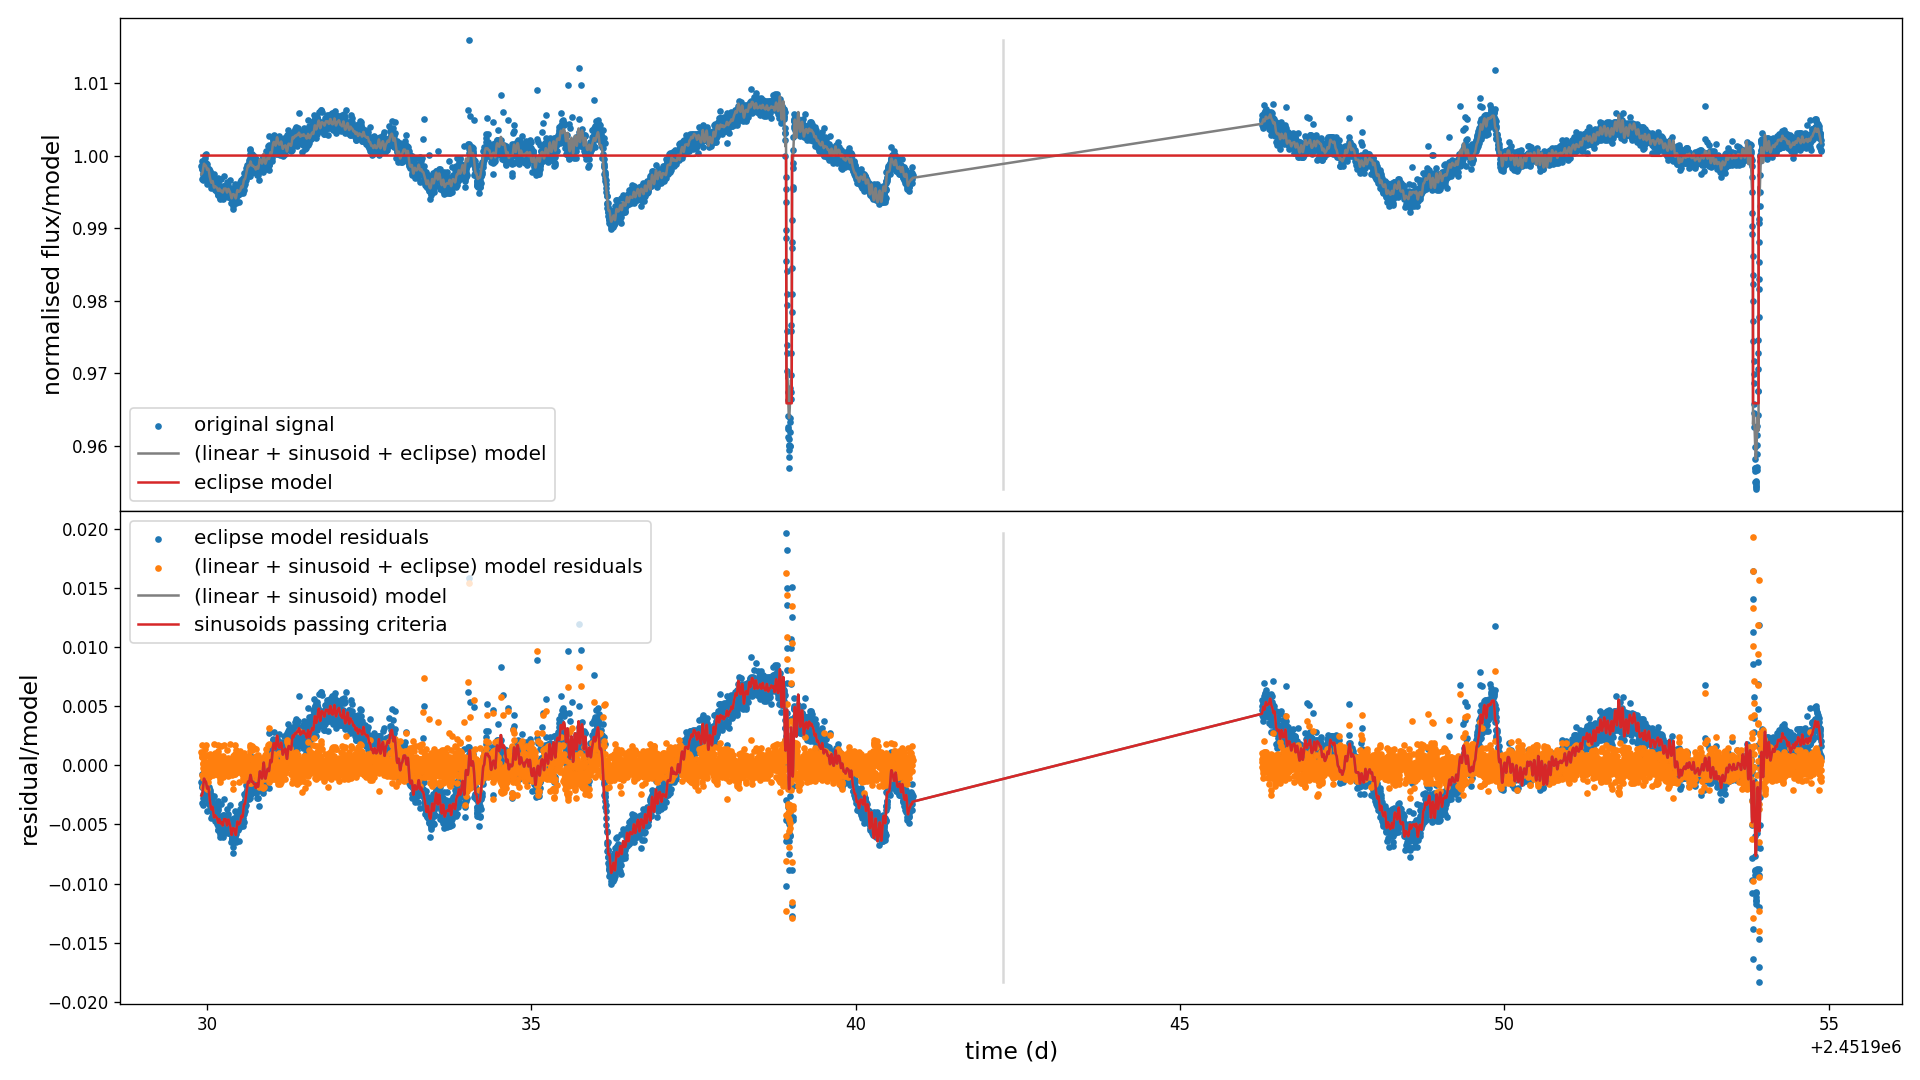 normalised flux/model
1.01
1.00
0.99
0.98
0.97
0.96
original signal
(linear + sinusoid + eclipse) model
eclipse model
residual/model
0.020
0.015
0.010
0.005
0.000
−0.005
−0.010
−0.015
−0.020
eclipse model residuals
(linear + sinusoid + eclipse) model residuals
(linear + sinusoid) model
sinusoids passing criteria
30 35 40 45 50 55
time (d)
+2.4519e6